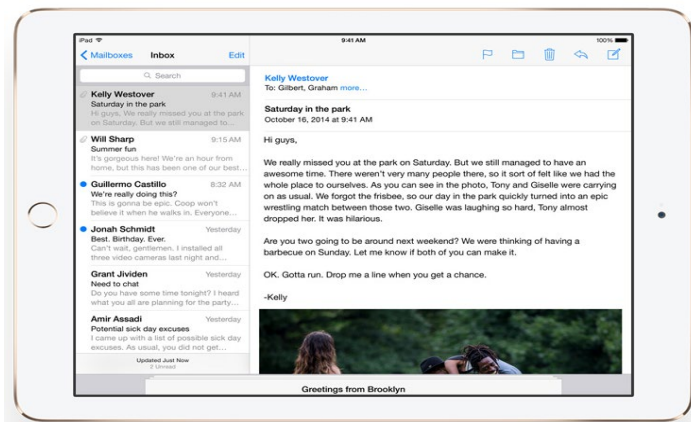 iPad
9:41 AM
100%
Mailboxes
Inbox
Edit
Search
Kelly Westover
9:41 AM
Saturday in the park
Hi guys, We really missed you at the park
on Saturday. But we still managed to...
Will Sharp
9:15 AM
Summer fun
It's gorgeous here! We're an hour from
home, but this has been one of our best...
Guillermo Castillo
8:32 AM
We're really doing this?
This is gonna be epic. Coop won't
believe it when he walks in. Everyone...
Jonah Schmidt
Yesterday
Best. Birthday. Ever.
Can't wait, gentlemen. I installed all
three video cameras last night and...
Grant Jividen
Yesterday
Need to chat
Do you have some time tonight? I heard
what you all are planning for the party...
Amir Assadi
Yesterday
Potential sick day excuses
I came up with a list of possible sick day
excuses. As usual, you did not get...
Updated Just Now
2 Unread
Kelly Westover
To: Gilbert, Graham more...
Saturday in the park
October 16, 2014 at 9:41 AM
Hi guys,
We really missed you at the park on Saturday. But we still managed to have an
awesome time. There weren't very many people there, so it sort of felt like we had the
whole place to ourselves. As you can see in the photo, Tony and Giselle were carrying
on as usual. We forgot the frisbee, so our day in the park quickly turned into an epic
wrestling match between those two. Giselle was laughing so hard, Tony almost
dropped her. It was hilarious.
Are you two going to be around next weekend? We were thinking of having a
barbecue on Sunday. Let me know if both of you can make it.
OK. Gotta run. Drop me a line when you get a chance.
-Kelly
Greetings from Brooklyn